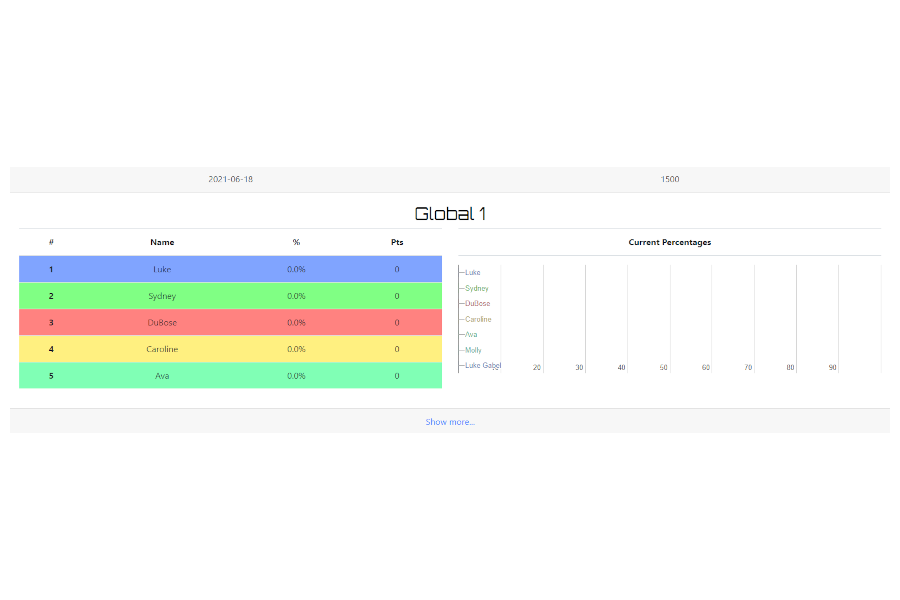 2021-06-18 1500
Global 1
# Name % Pts
1 Luke 0.0% 0
2 Sydney 0.0% 0
3 DuBose 0.0% 0
4 Caroline 0.0% 0
5 Ava 0.0% 0
Current Percentages
Luke
Sydney
DuBose
Caroline
Ava
Molly
Luke Gabel
20 30 40 50 60 70 80 90
Show more...